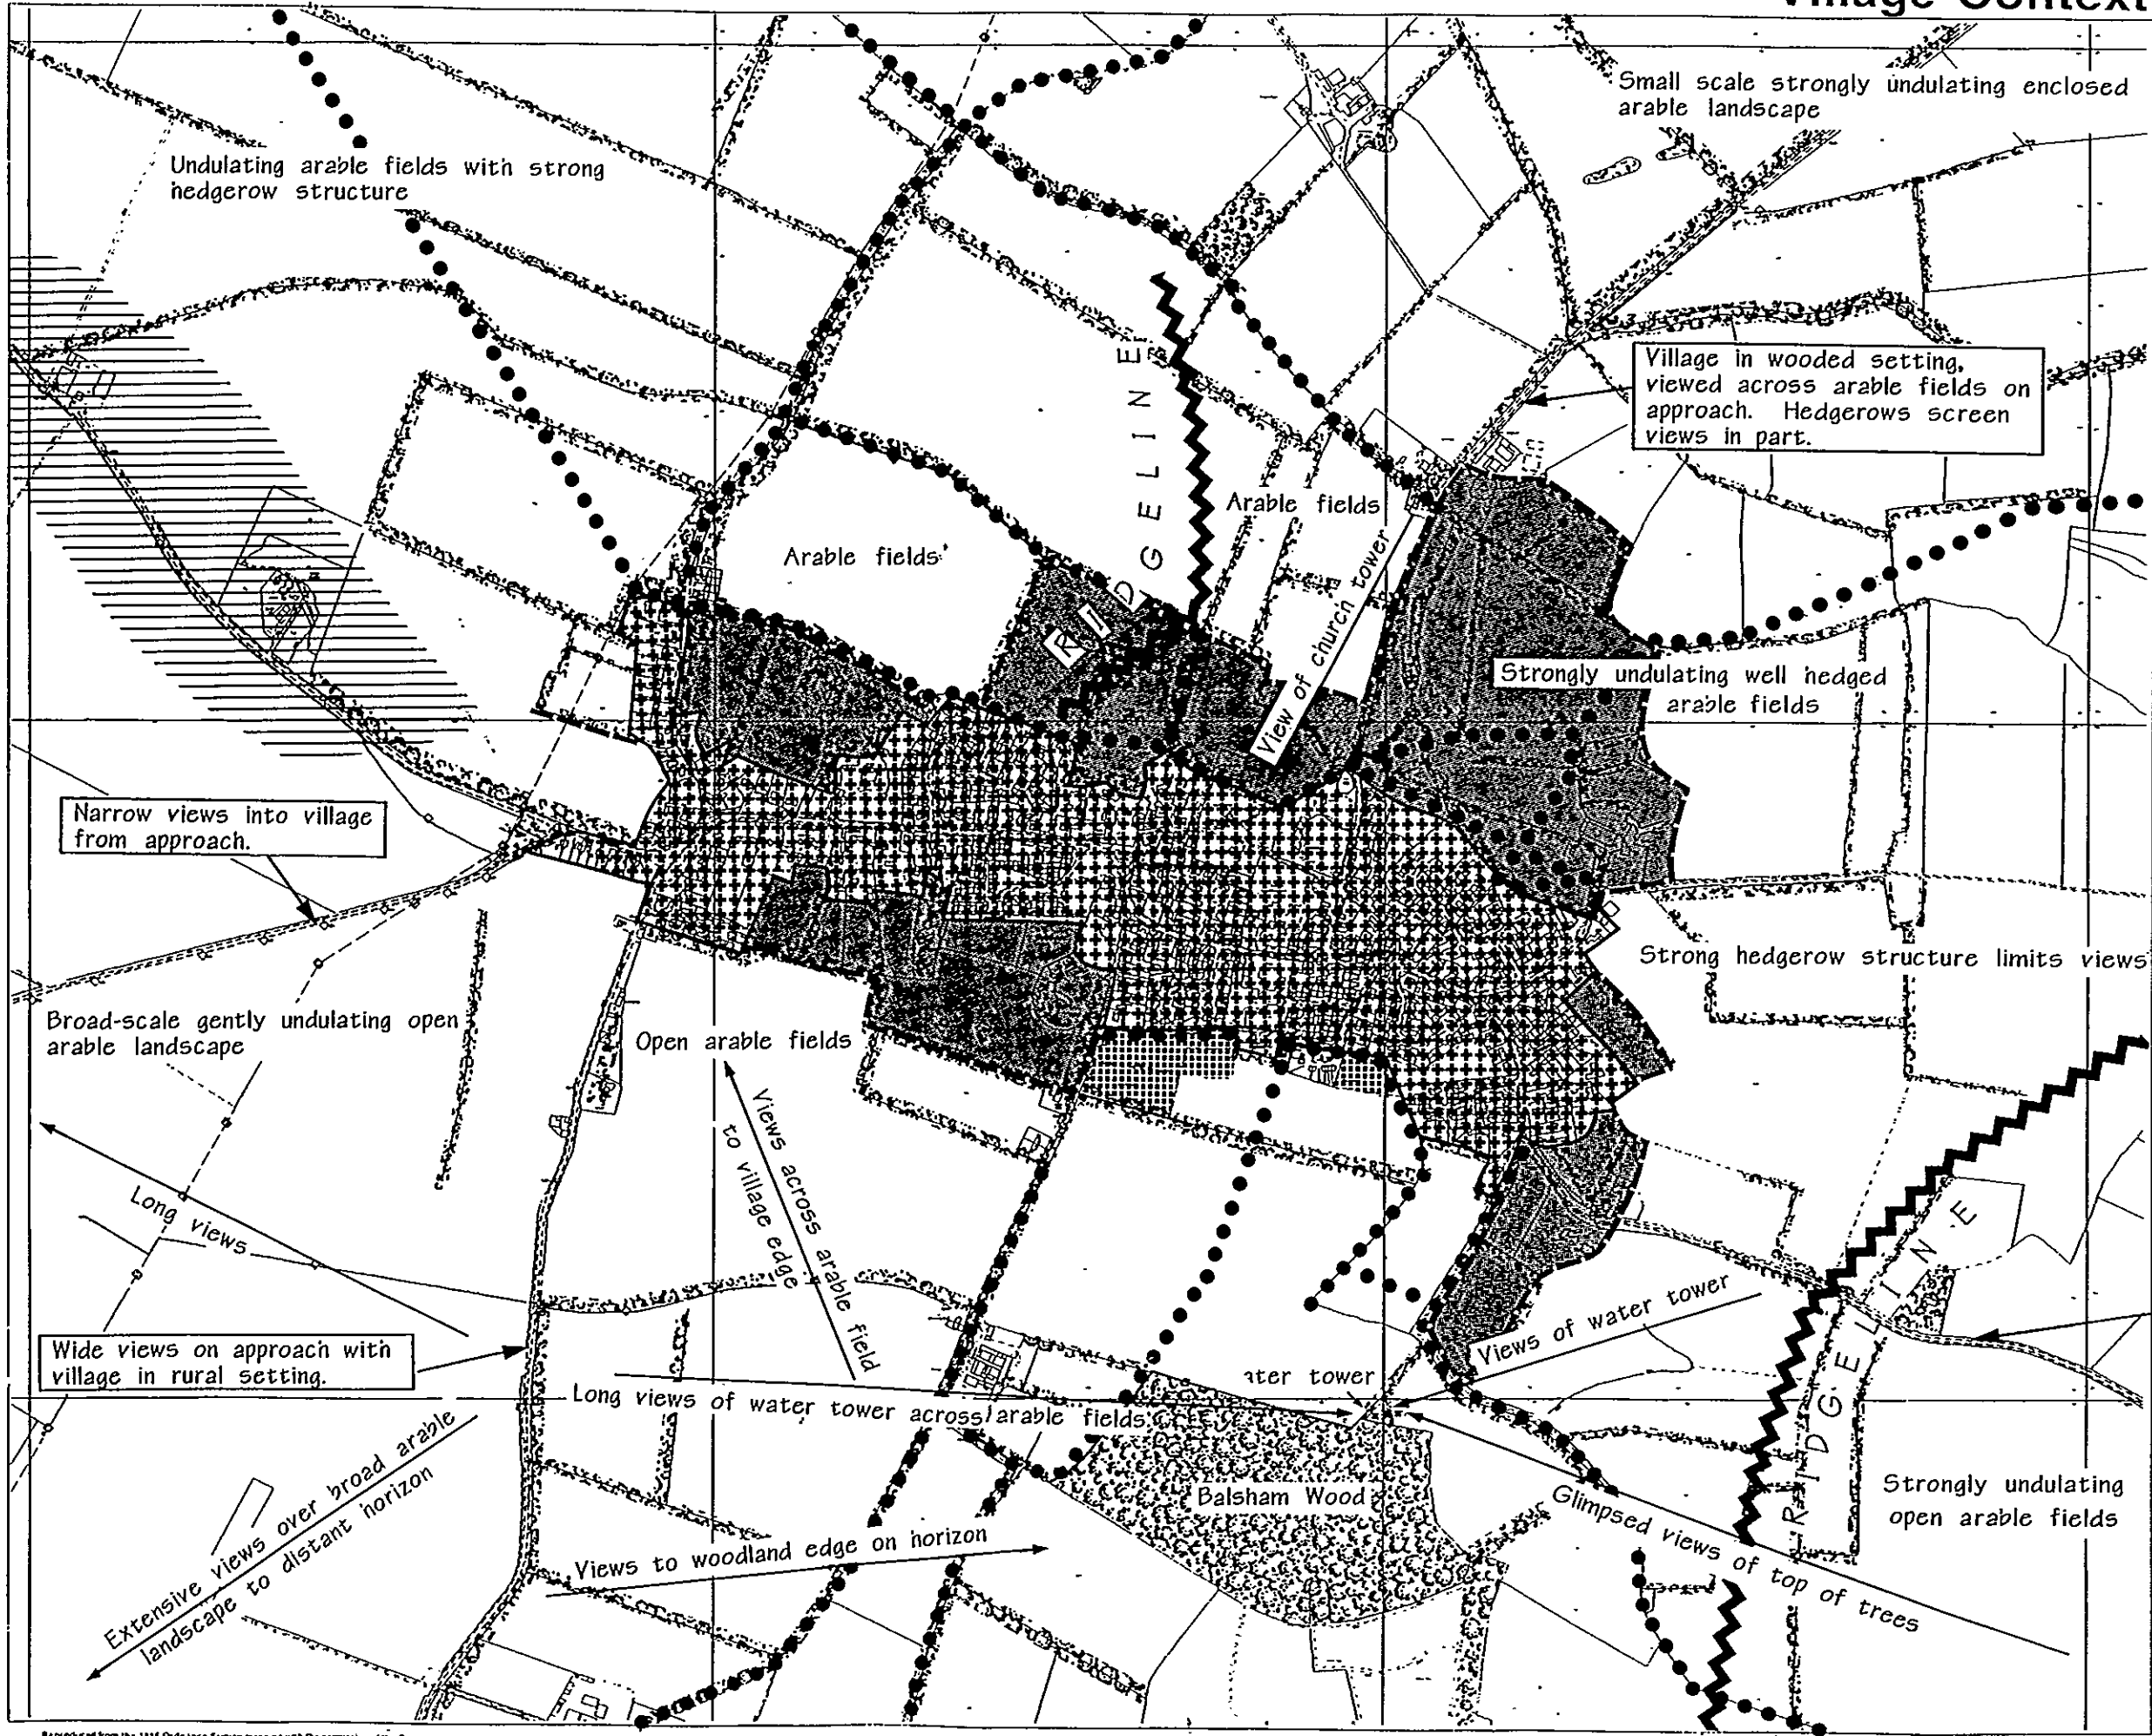 Village Context
Small scale strongly undulating enclosed
arable landscape
Undulating arable fields with strong
hedgerow structure
Village in wooded setting,
viewed across arable fields on
approach. Hedgerows screen
views in part.
RIDGELINE
Arable fields
Arable fields
View of church tower
Strongly undulating well hedged
arable fields
Narrow views into village
from approach.
Strong hedgerow structure limits views
Broad-scale gently undulating open
arable landscape
Open arable fields
Views across arable field
to village edge
Long views
RIDGELINE
Views of water tower
Wide views on approach with
village in rural setting.
ater tower
Long views of water tower across arable fields
Balsham Wood
Glimpsed views of top of trees
Strongly undulating
open arable fields
Extensive views over broad arable
landscape to distant horizon
Views to woodland edge on horizon